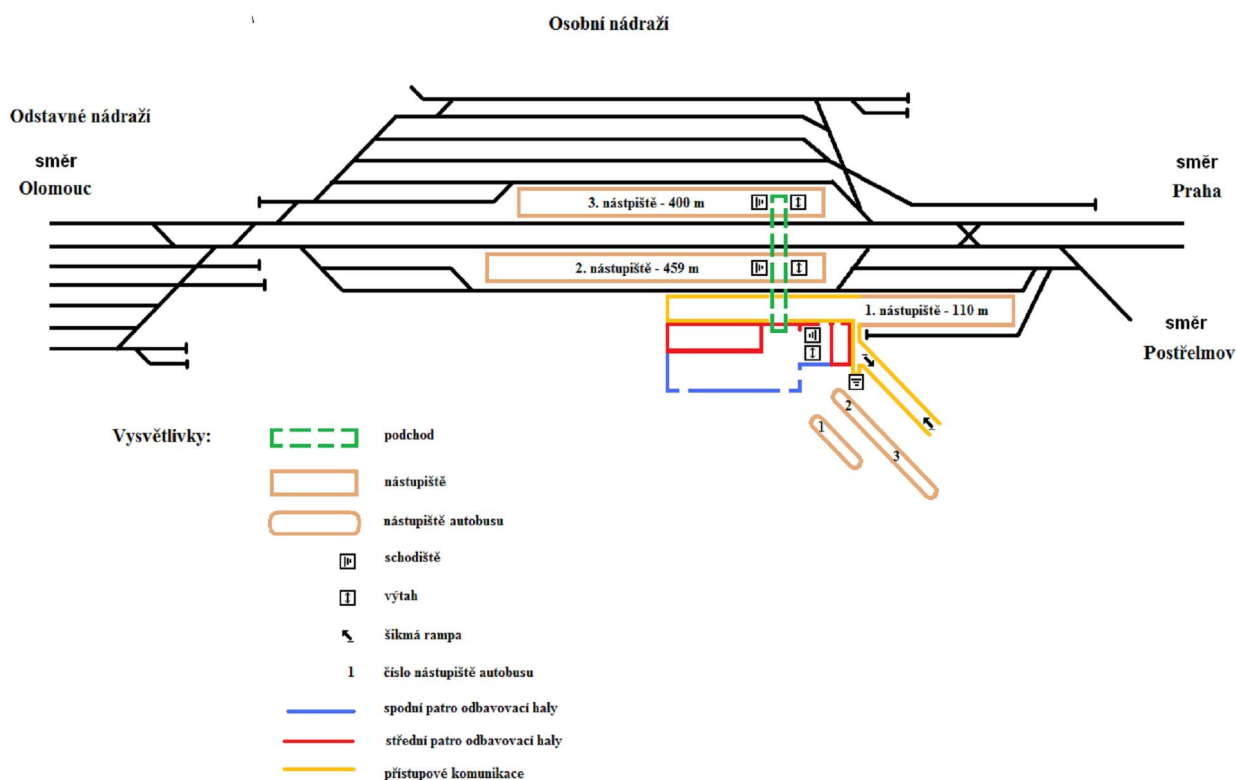 Osobní nádraží
Odstavné nádraží
směr
Olomouc
směr
Praha
3. nástpiště - 400 m
2. nástupiště - 459 m
1. nástupiště - 110 m
směr
Postřelmov
2
1
3
Vysvětlivky:
podchod
nástupiště
nástupiště autobusu
schodiště
výtah
šikmá rampa
1
číslo nástupiště autobusu
spodní patro odbavovací haly
střední patro odbavovací haly
přístupové komunikace